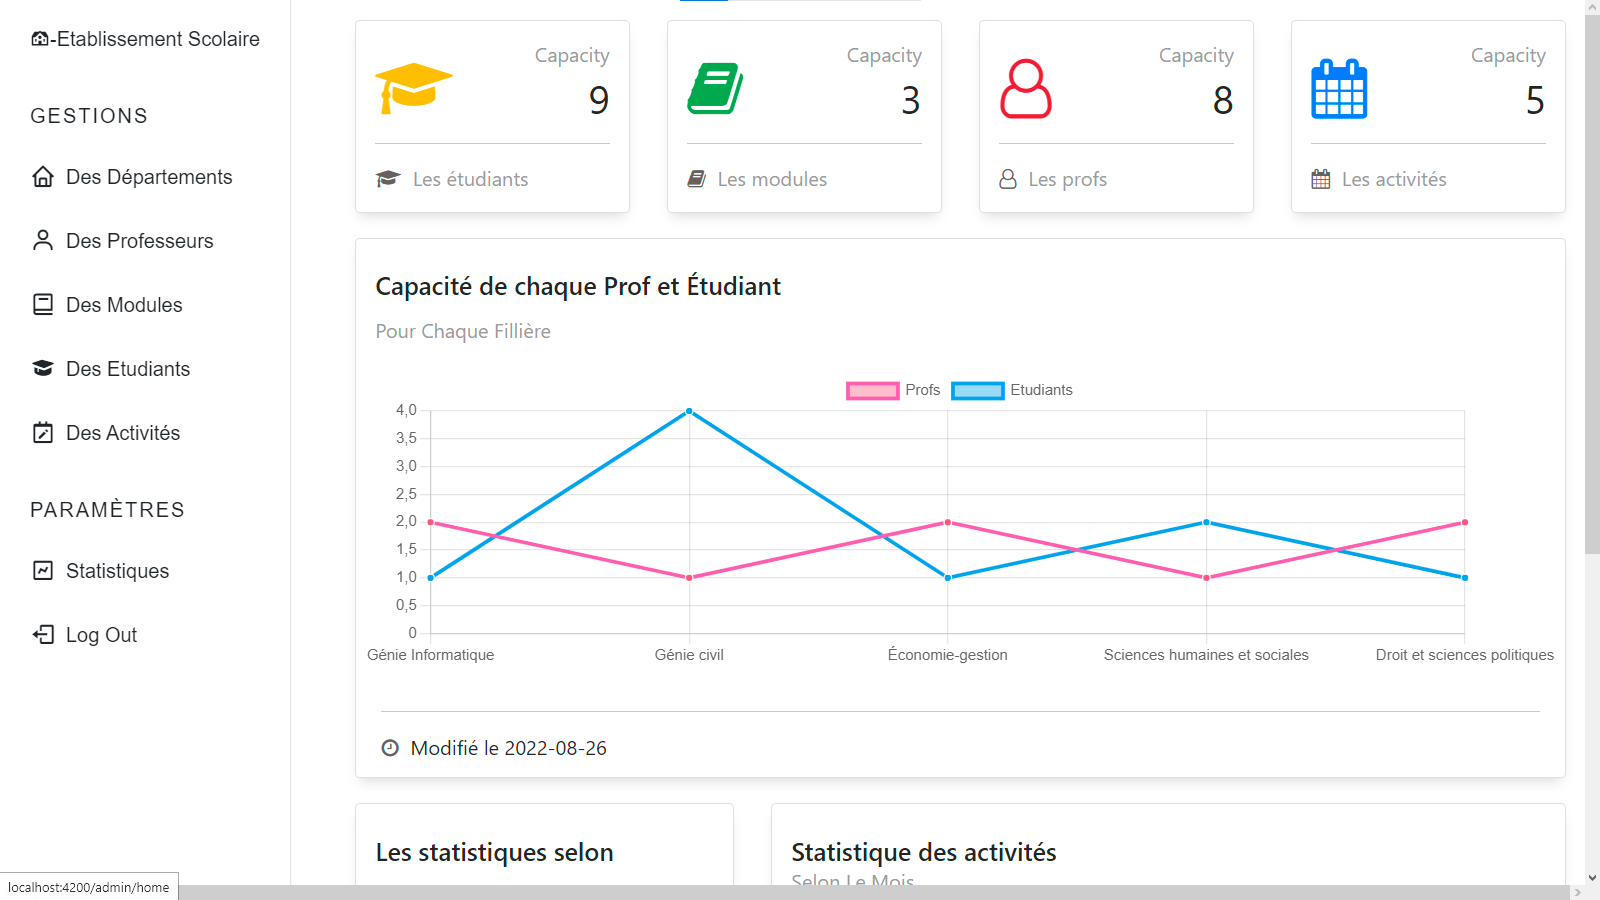 -Etablissement Scolaire
GESTIONS
Des Départements
Des Professeurs
Des Modules
Des Etudiants
Des Activités
PARAMÈTRES
Statistiques
Log Out
Capacity
9
Les étudiants
Capacity
3
Les modules
Capacity
8
Les profs
Capacity
5
Les activités
Capacité de chaque Prof et Étudiant
Pour Chaque Fillière
Profs Etudiants
4,0
3,5
3,0
2,5
2,0
1,5
1,0
0,5
0
Génie Informatique Génie civil Économie-gestion Sciences humaines et sociales Droit et sciences politiques
Modifié le 2022-08-26
Les statistiques selon
Statistique des activités
Selon Le Mois
localhost:4200/admin/home